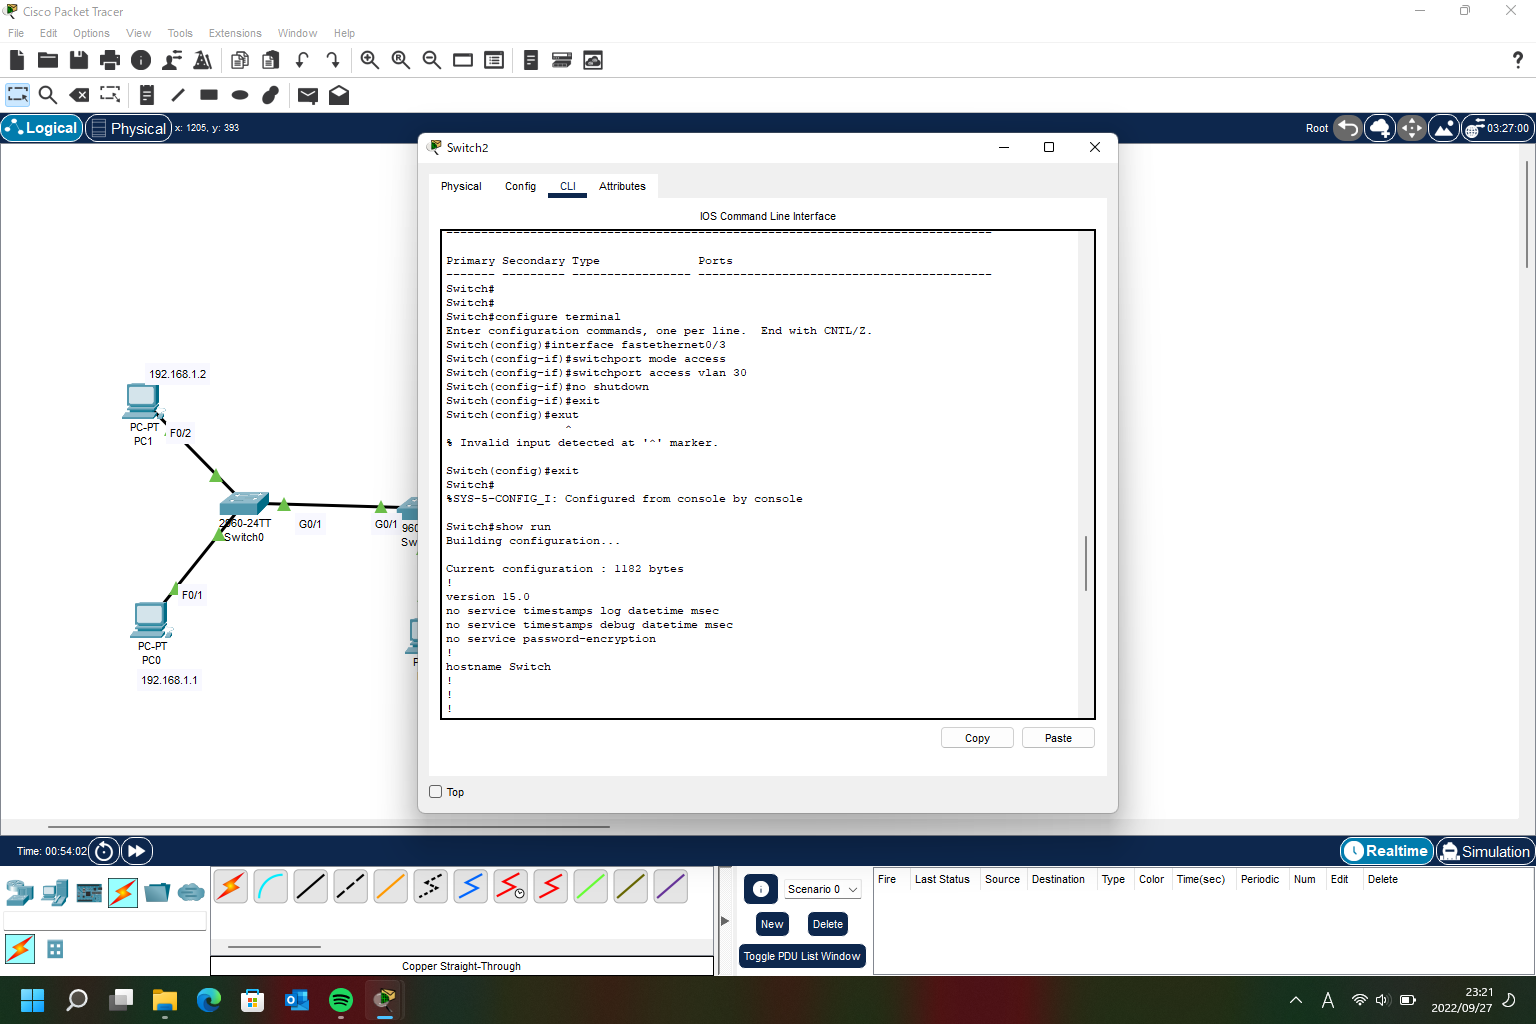 Cisco Packet Tracer
File Edit Options View Tools Extensions Window Help
Logical Physical x: 1205, y: 393 Root 03:27:00
Switch2
Physical Config CLI Attributes
IOS Command Line Interface
Primary Secondary Type Ports
------- --------- ----------------- ------------------------------------------
Switch#
Switch#
Switch#configure terminal
Enter configuration commands, one per line. End with CNTL/Z.
Switch(config)#interface fastethernet0/3
Switch(config-if)#switchport mode access
Switch(config-if)#switchport access vlan 30
Switch(config-if)#no shutdown
Switch(config-if)#exit
Switch(config)#exut
^
% Invalid input detected at '^' marker.
Switch(config)#exit
Switch#
%SYS-5-CONFIG_I: Configured from console by console
Switch#show run
Building configuration...
Current configuration : 1182 bytes
!
version 15.0
no service timestamps log datetime msec
no service timestamps debug datetime msec
no service password-encryption
!
hostname Switch
!
!
!
Copy Paste
Top
192.168.1.2
PC-PT
PC1
F0/2
2960-24TT
Switch0
G0/1
G0/1
960
Sw
F0/1
PC-PT
PC0
192.168.1.1
P
Time: 00:54:02 Realtime Simulation
Scenario 0
New Delete
Toggle PDU List Window
Fire Last Status Source Destination Type Color Time(sec) Periodic Num Edit Delete
Copper Straight-Through
A
23:21
2022/09/27